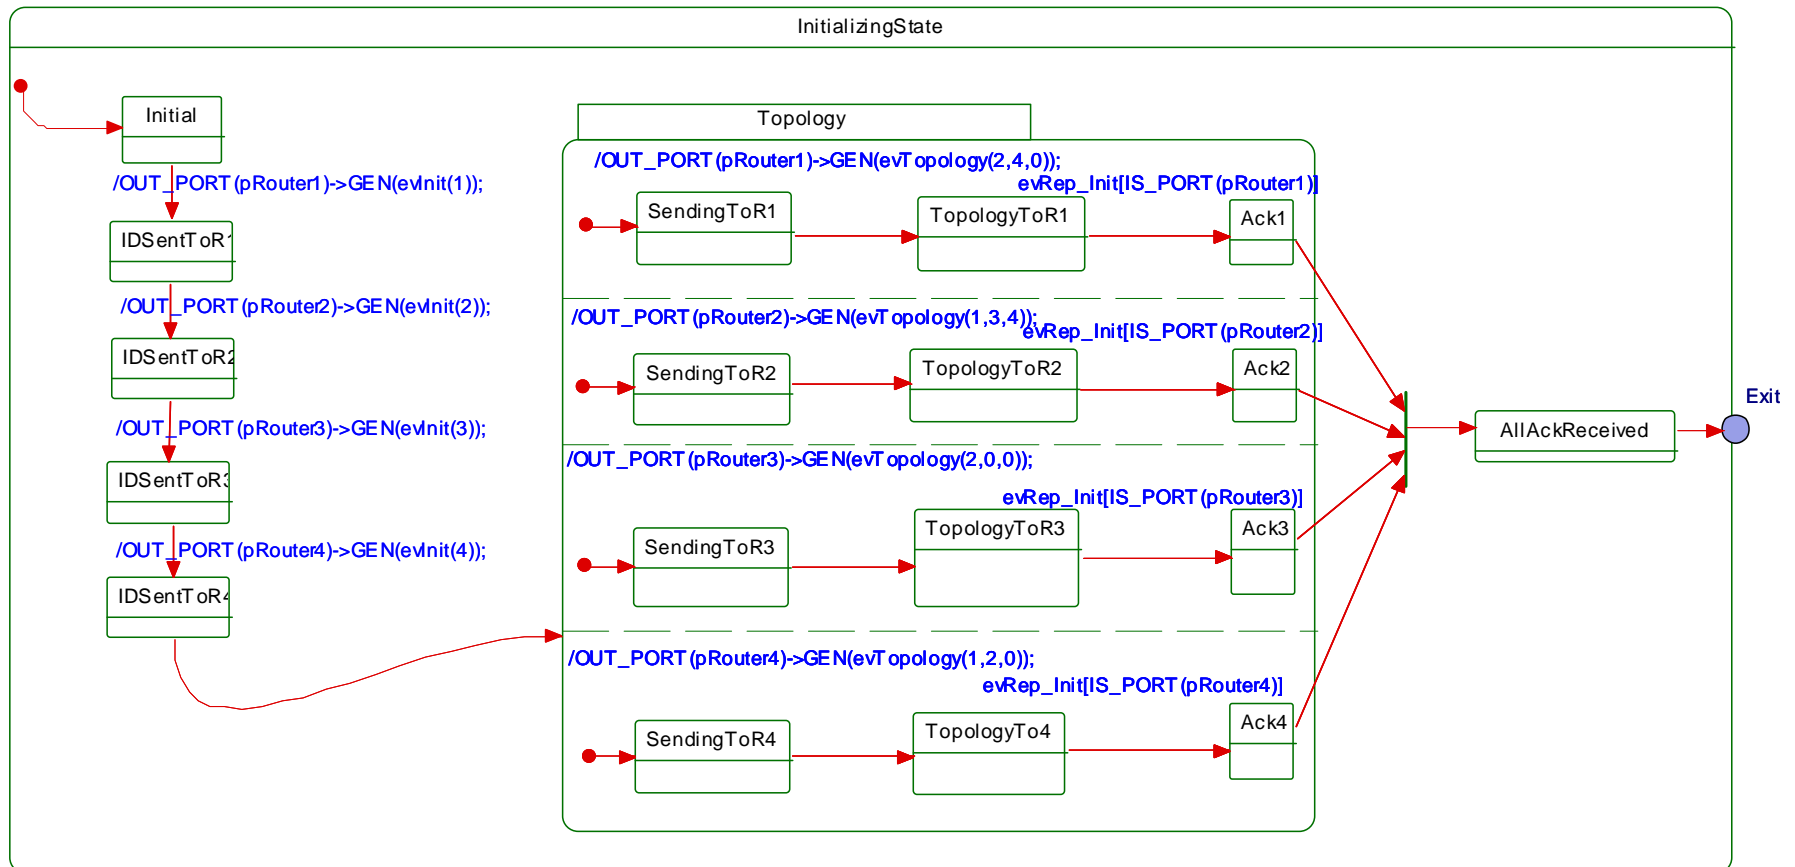 InitializingState
Initial
/OUT_PORT(pRouter1)->GEN(evInit(1));
IDSentToR1
/OUT_PORT(pRouter2)->GEN(evInit(2));
IDSentToR2
/OUT_PORT(pRouter3)->GEN(evInit(3));
IDSentToR3
/OUT_PORT(pRouter4)->GEN(evInit(4));
IDSentToR4
Topology
/OUT_PORT(pRouter1)->GEN(evTopology(2,4,0));
evRep_Init[IS_PORT(pRouter1)]
SendingToR1
TopologyToR1
Ack1
/OUT_PORT(pRouter2)->GEN(evTopology(1,3,4));
evRep_Init[IS_PORT(pRouter2)]
SendingToR2
TopologyToR2
Ack2
/OUT_PORT(pRouter3)->GEN(evTopology(2,0,0));
evRep_Init[IS_PORT(pRouter3)]
SendingToR3
TopologyToR3
Ack3
/OUT_PORT(pRouter4)->GEN(evTopology(1,2,0));
evRep_Init[IS_PORT(pRouter4)]
SendingToR4
TopologyTo4
Ack4
AllAckReceived
Exit